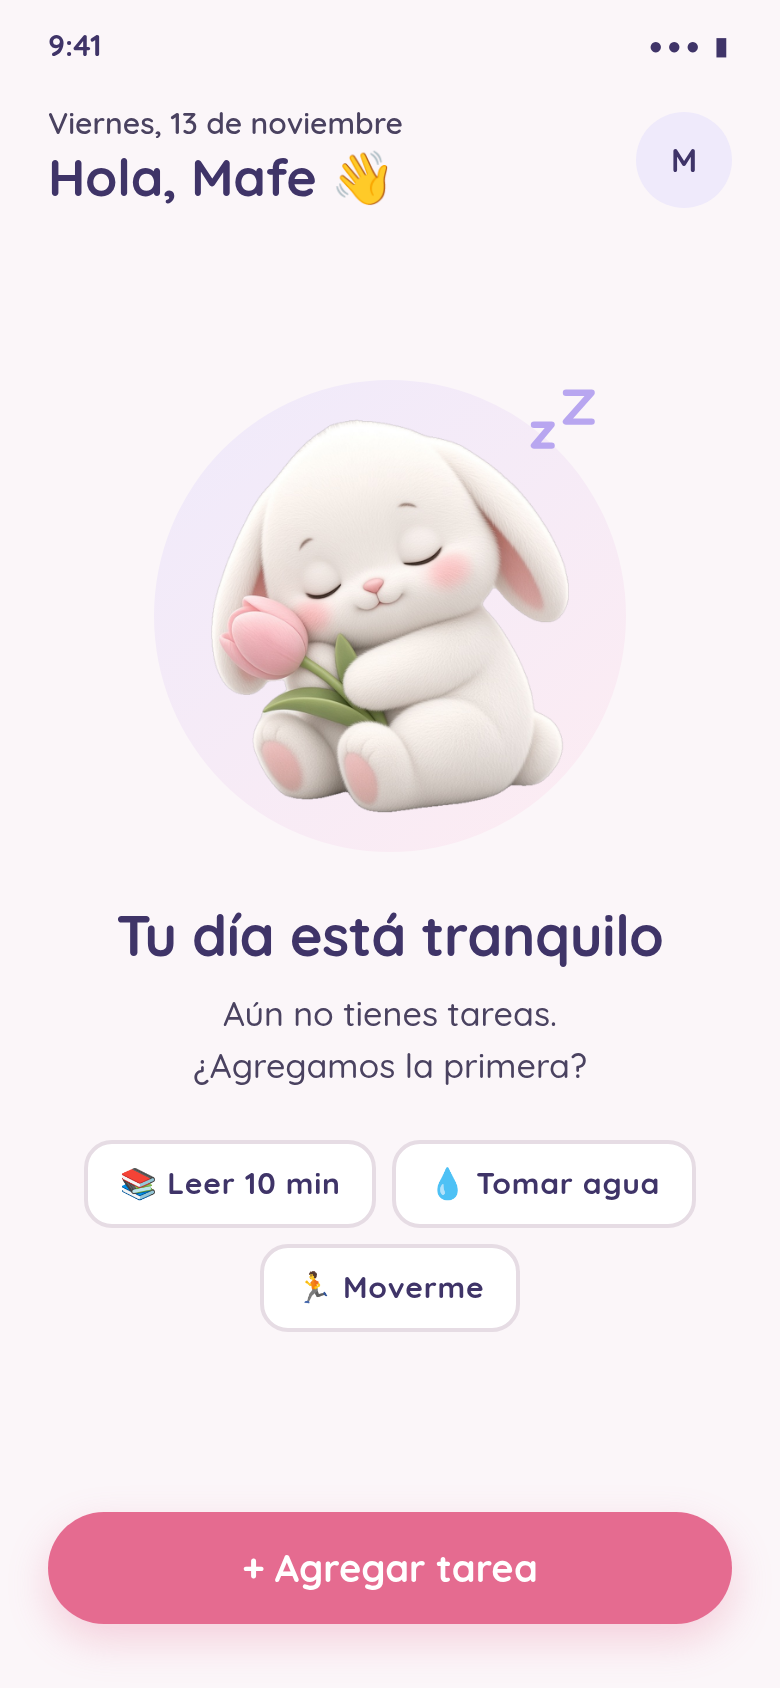 9:41
Viernes, 13 de noviembre
Hola, Mafe 👋
M
z Z
Tu día está tranquilo
Aún no tienes tareas.
¿Agregamos la primera?
📚 Leer 10 min
💧 Tomar agua
🏃 Moverme
+ Agregar tarea